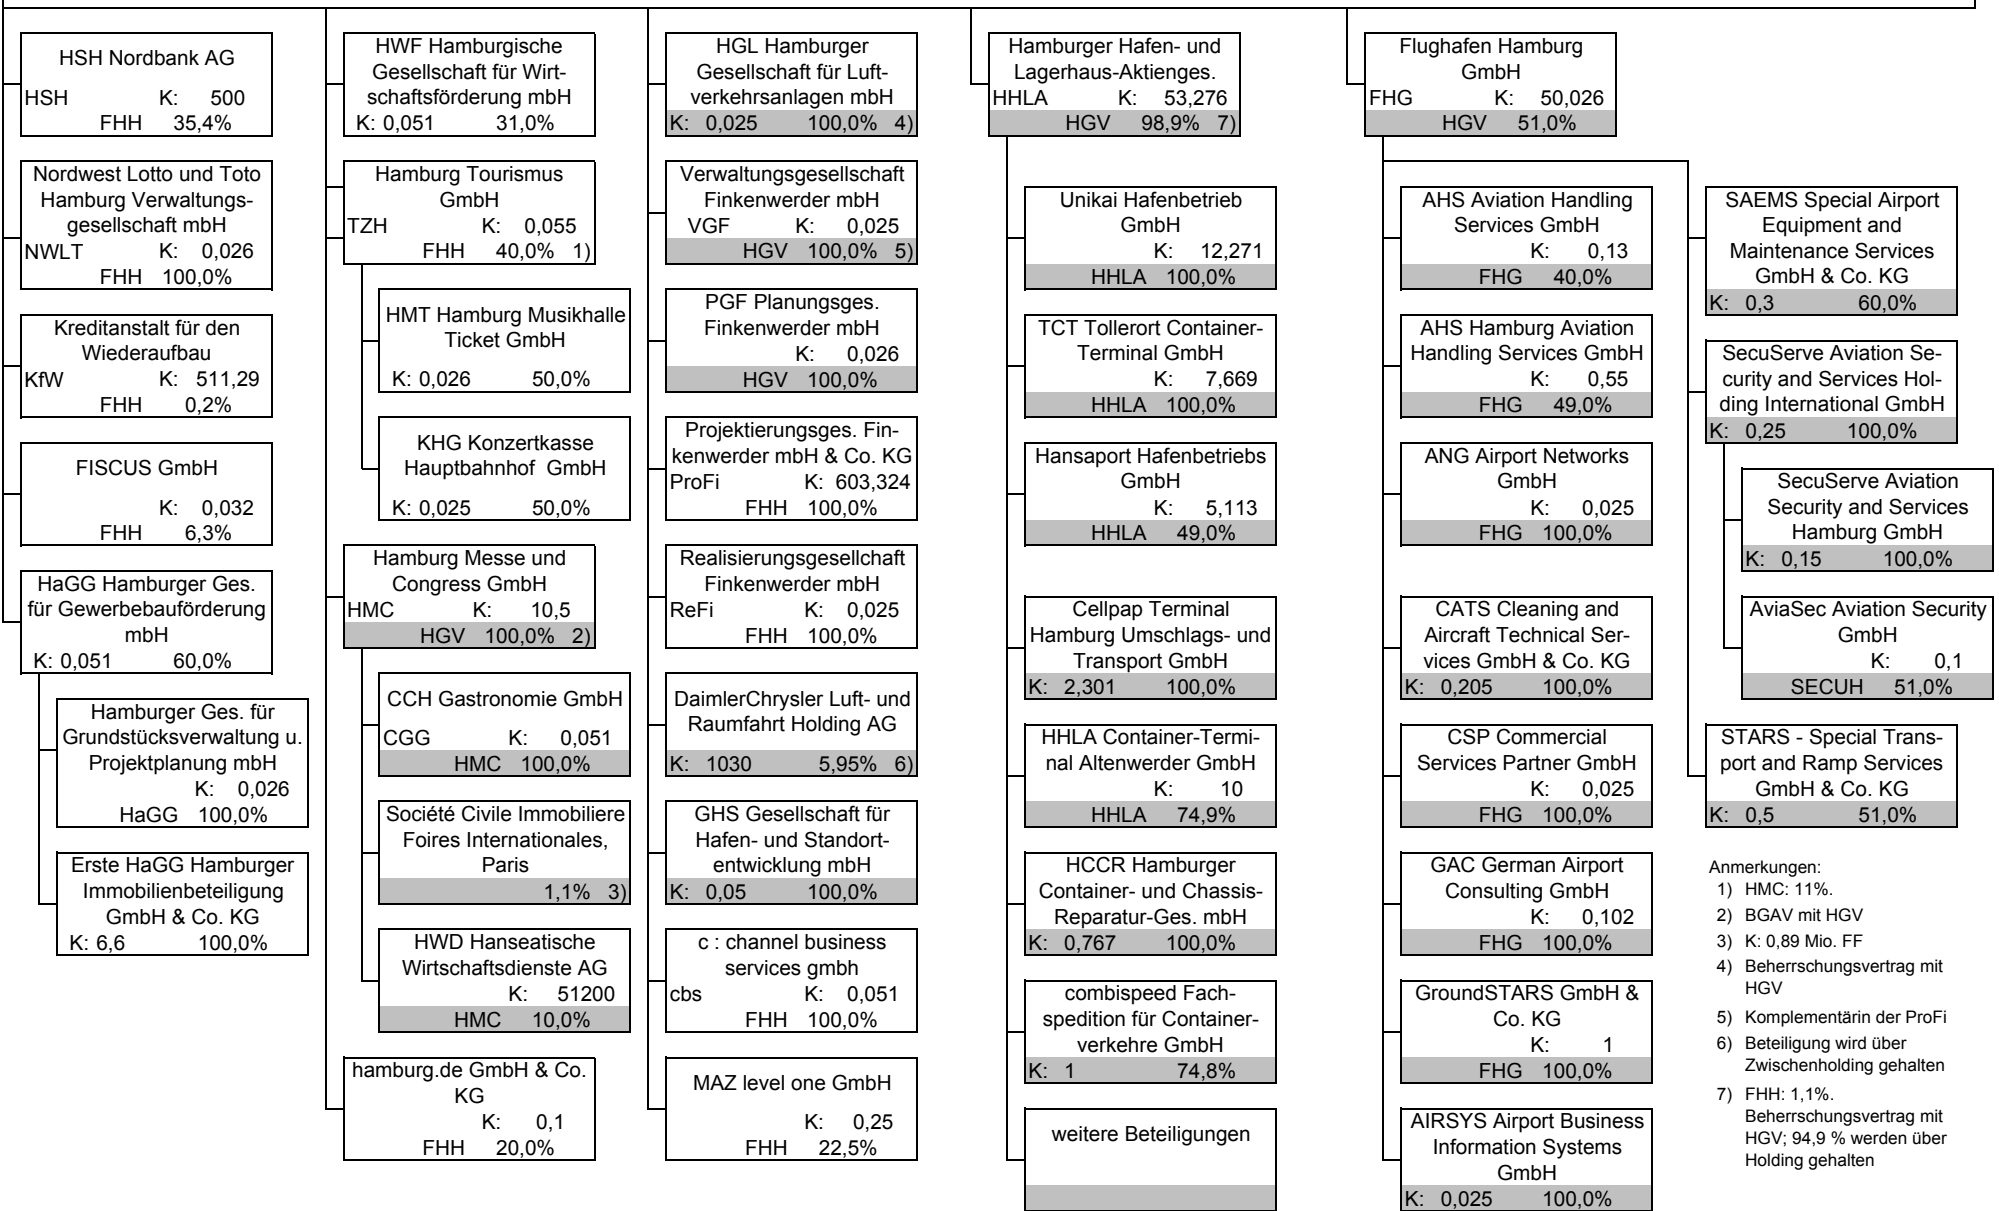 HSH Nordbank AG
HSH K: 500
FHH 35,4%
Nordwest Lotto und Toto
Hamburg Verwaltungs-
gesellschaft mbH
NWLT K: 0,026
FHH 100,0%
Kreditanstalt für den
Wiederaufbau
KfW K: 511,29
FHH 0,2%
FISCUS GmbH
K: 0,032
FHH 6,3%
HaGG Hamburger Ges.
für Gewerbebauförderung
mbH
K: 0,051 60,0%
Hamburger Ges. für
Grundstücksverwaltung u.
Projektplanung mbH
K: 0,026
HaGG 100,0%
Erste HaGG Hamburger
Immobilienbeteiligung
GmbH & Co. KG
K: 6,6 100,0%
HWF Hamburgische
Gesellschaft für Wirt-
schaftsförderung mbH
K: 0,051 31,0%
Hamburg Tourismus
GmbH
TZH K: 0,055
FHH 40,0% 1)
HMT Hamburg Musikhalle
Ticket GmbH
K: 0,026 50,0%
KHG Konzertkasse
Hauptbahnhof GmbH
K: 0,025 50,0%
Hamburg Messe und
Congress GmbH
HMC K: 10,5
HGV 100,0% 2)
CCH Gastronomie GmbH
CGG K: 0,051
HMC 100,0%
Société Civile Immobiliere
Foires Internationales,
Paris
1,1% 3)
HWD Hanseatische
Wirtschaftsdienste AG
K: 51200
HMC 10,0%
hamburg.de GmbH & Co.
KG
K: 0,1
FHH 20,0%
HGL Hamburger
Gesellschaft für Luft-
verkehrsanlagen mbH
K: 0,025 100,0% 4)
Verwaltungsgesellschaft
Finkenwerder mbH
VGF K: 0,025
HGV 100,0% 5)
PGF Planungsges.
Finkenwerder mbH
K: 0,026
HGV 100,0%
Projektierungsges. Fin-
kenwerder mbH & Co. KG
ProFi K: 603,324
FHH 100,0%
Realisierungsgesellchaft
Finkenwerder mbH
ReFi K: 0,025
FHH 100,0%
DaimlerChrysler Luft- und
Raumfahrt Holding AG
K: 1030 5,95% 6)
GHS Gesellschaft für
Hafen- und Standort-
entwicklung mbH
K: 0,05 100,0%
c : channel business
services gmbh
cbs K: 0,051
FHH 100,0%
MAZ level one GmbH
K: 0,25
FHH 22,5%
Hamburger Hafen- und
Lagerhaus-Aktienges.
HHLA K: 53,276
HGV 98,9% 7)
Unikai Hafenbetrieb
GmbH
K: 12,271
HHLA 100,0%
TCT Tollerort Container-
Terminal GmbH
K: 7,669
HHLA 100,0%
Hansaport Hafenbetriebs
GmbH
K: 5,113
HHLA 49,0%
Cellpap Terminal
Hamburg Umschlags- und
Transport GmbH
K: 2,301 100,0%
HHLA Container-Termi-
nal Altenwerder GmbH
K: 10
HHLA 74,9%
HCCR Hamburger
Container- und Chassis-
Reparatur-Ges. mbH
K: 0,767 100,0%
combispeed Fach-
spedition für Container-
verkehre GmbH
K: 1 74,8%
weitere Beteiligungen
Flughafen Hamburg
GmbH
FHG K: 50,026
HGV 51,0%
AHS Aviation Handling
Services GmbH
K: 0,13
FHG 40,0%
AHS Hamburg Aviation
Handling Services GmbH
K: 0,55
FHG 49,0%
ANG Airport Networks
GmbH
K: 0,025
FHG 100,0%
CATS Cleaning and
Aircraft Technical Ser-
vices GmbH & Co. KG
K: 0,205 100,0%
CSP Commercial
Services Partner GmbH
K: 0,025
FHG 100,0%
GAC German Airport
Consulting GmbH
K: 0,102
FHG 100,0%
GroundSTARS GmbH &
Co. KG
K: 1
FHG 100,0%
AIRSYS Airport Business
Information Systems
GmbH
K: 0,025 100,0%
SAEMS Special Airport
Equipment and
Maintenance Services
GmbH & Co. KG
K: 0,3 60,0%
SecuServe Aviation Se-
curity and Services Hol-
ding International GmbH
K: 0,25 100,0%
SecuServe Aviation
Security and Services
Hamburg GmbH
K: 0,15 100,0%
AviaSec Aviation Security
GmbH
K: 0,1
SECUH 51,0%
STARS - Special Trans-
port and Ramp Services
GmbH & Co. KG
K: 0,5 51,0%
Anmerkungen:
1) HMC: 11%.
2) BGAV mit HGV
3) K: 0,89 Mio. FF
4) Beherrschungsvertrag mit
HGV
5) Komplementärin der ProFi
6) Beteiligung wird über
Zwischenholding gehalten
7) FHH: 1,1%.
Beherrschungsvertrag mit
HGV; 94,9 % werden über
Holding gehalten